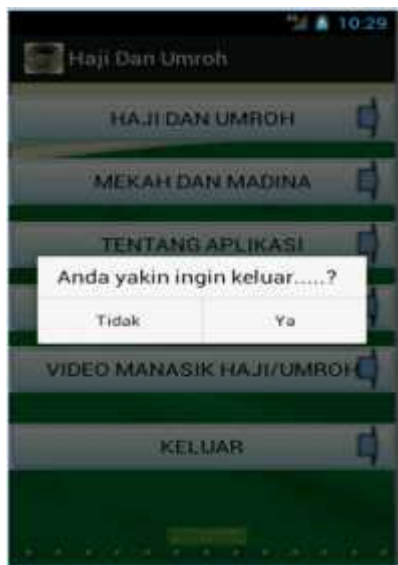 10:29
Haji Dan Umroh
HAJI DAN UMROH
MEKAH DAN MADINA
TENTANG APLIKASI
Anda yakin ingin keluar.....?
Tidak Ya
VIDEO MANASIK HAJI/UMROH
KELUAR